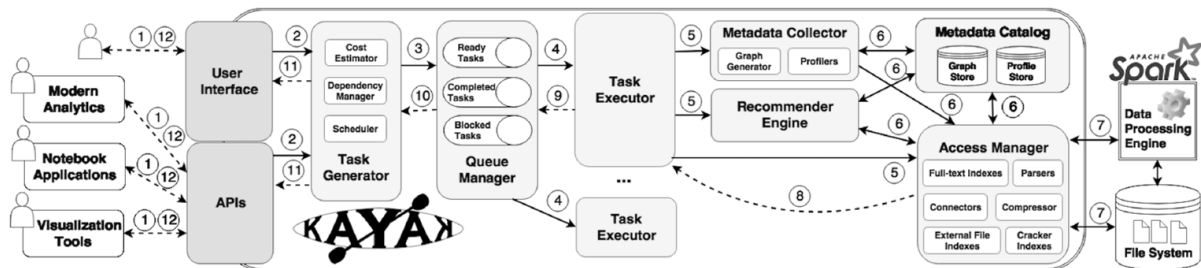 1 12
Modern
Analytics
1
12
Notebook
Applications
1
12
Visualization
Tools
1 12
User
Interface
APIs
2
11
2
11
Cost
Estimator
Dependency
Manager
Scheduler
Task
Generator
KAYAK
3
10
Ready
Tasks
Completed
Tasks
Blocked
Tasks
Queue
Manager
4
9
4
Task
Executor
...
Task
Executor
5
5
5
8
Metadata Collector
Graph
Generator
Profilers
Recommender
Engine
6
6
6
6
6
Metadata Catalog
Graph
Store
Profile
Store
Access Manager
Full-text Indexes
Parsers
Connectors
Compressor
External File
Indexes
Cracker
Indexes
7
7
APACHE
Spark
Data
Processing
Engine
File System